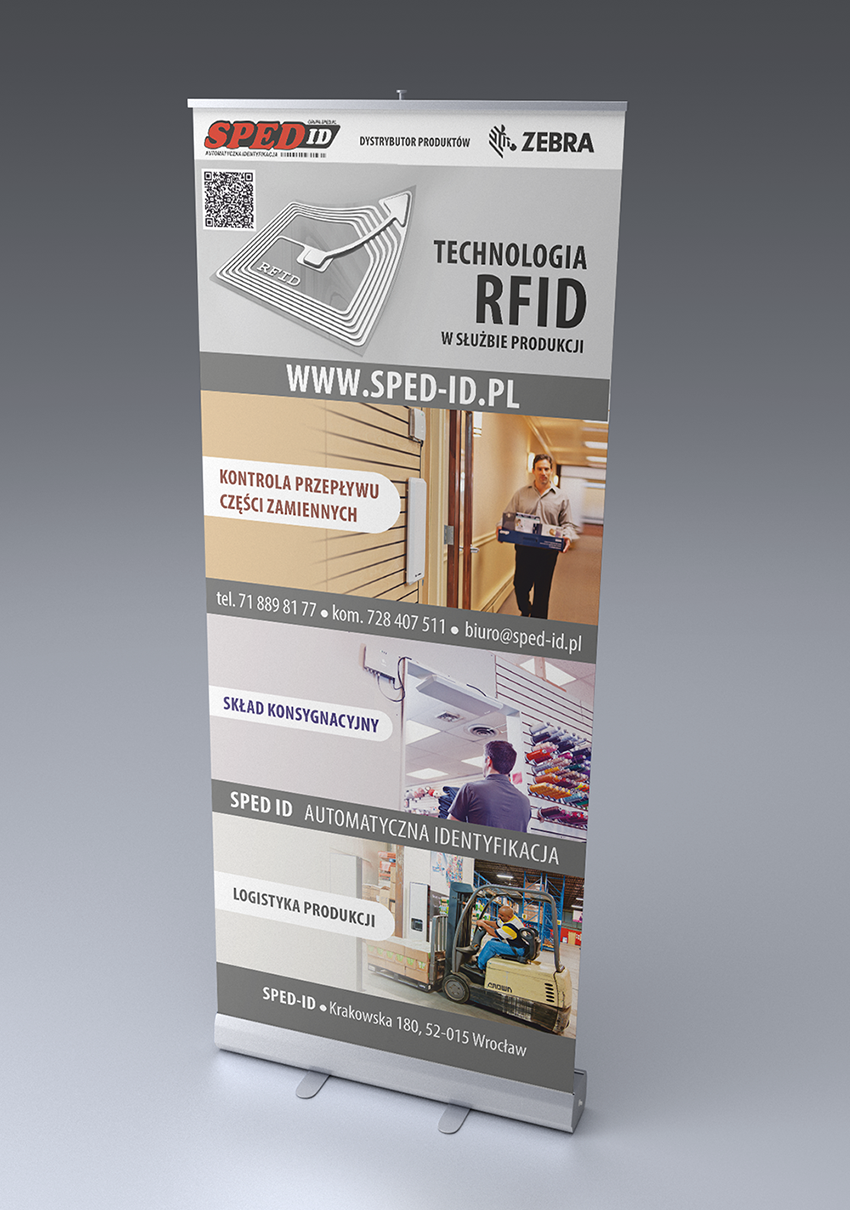 SPED ID
AUTOMATYCZNA IDENTYFIKACJA
DYSTRYBUTOR PRODUKTÓW
ZEBRA
RFID
TECHNOLOGIA
RFID
W SŁUŻBIE PRODUKCJI
WWW.SPED-ID.PL
KONTROLA PRZEPŁYWU
CZĘŚCI ZAMIENNYCH
tel. 71 889 81 77 • kom. 728 407 511 • biuro@sped-id.pl
SKŁAD KONSYGNACYJNY
SPED ID AUTOMATYCZNA IDENTYFIKACJA
LOGISTYKA PRODUKCJI
CROWN
SPED-ID • Krakowska 180, 52-015 Wrocław